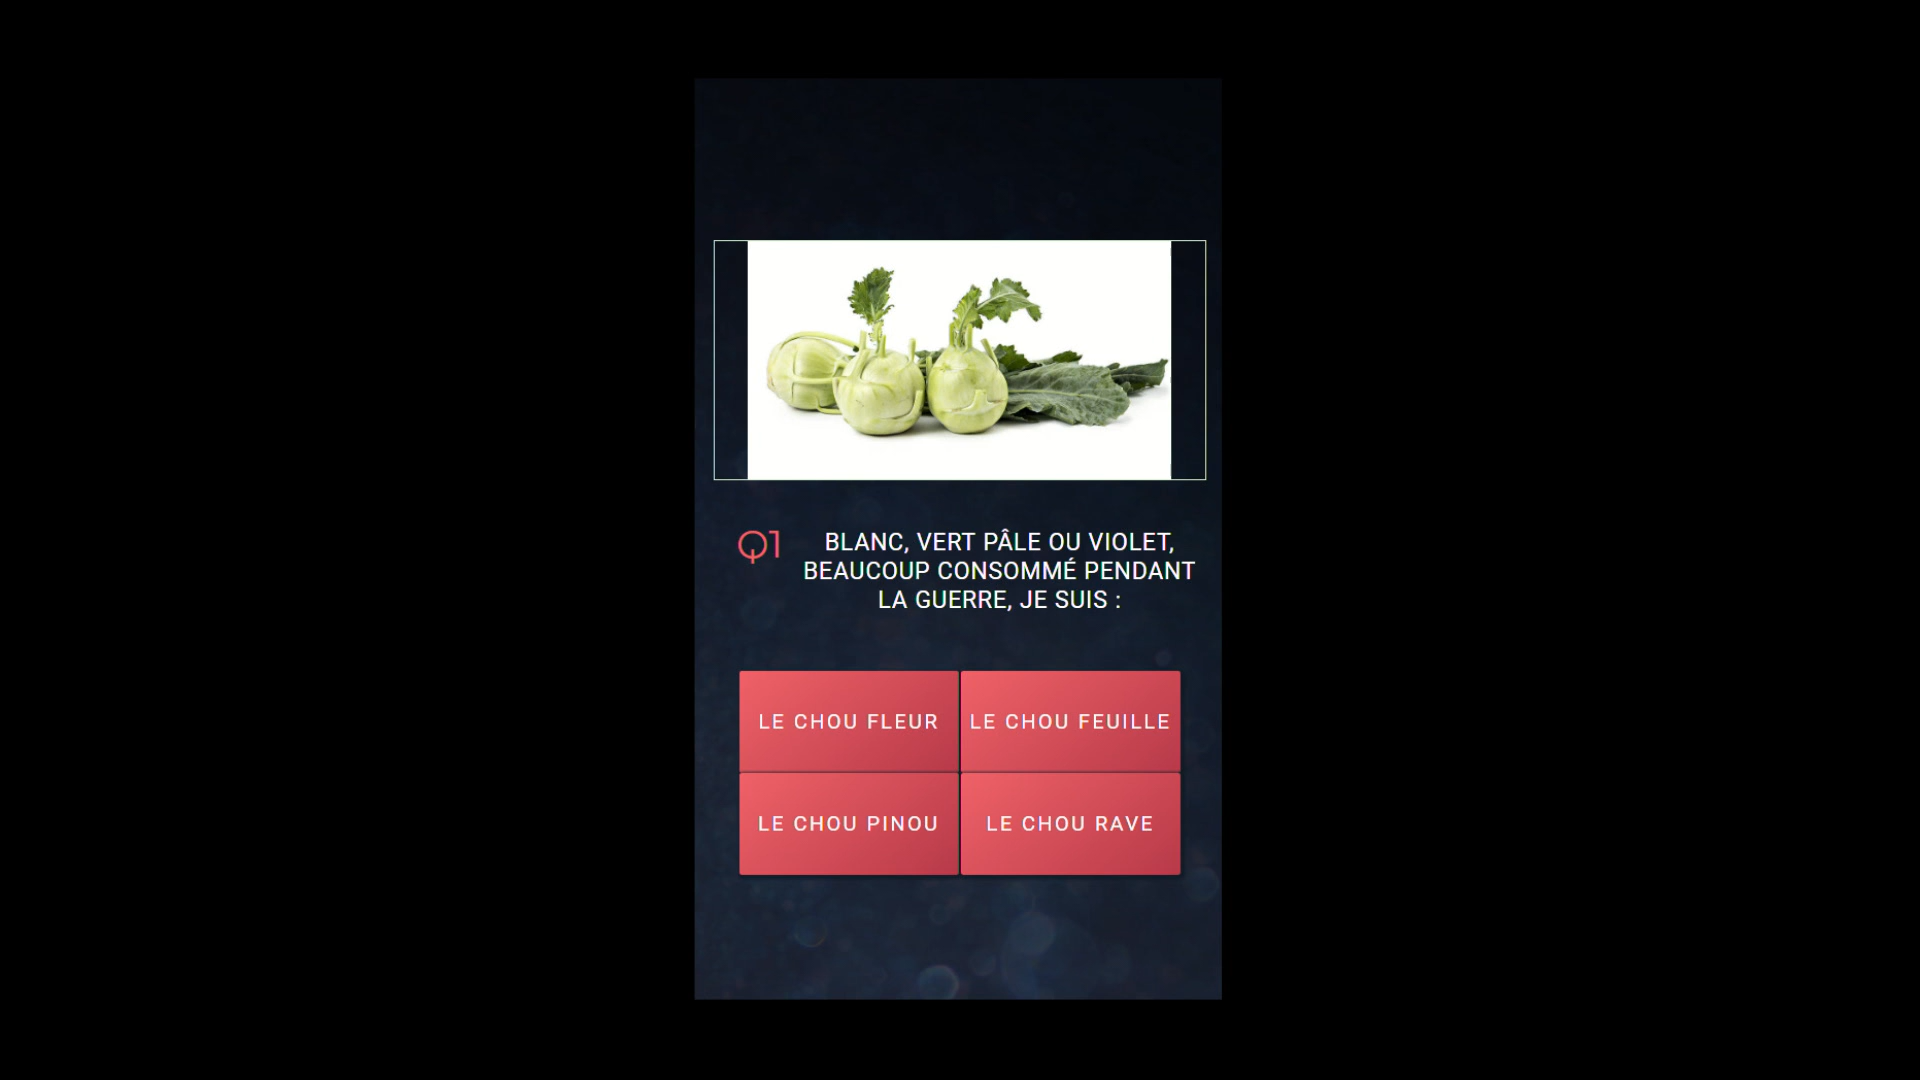 Q1
BLANC, VERT PÂLE OU VIOLET,
BEAUCOUP CONSOMMÉ PENDANT
LA GUERRE, JE SUIS :
LE CHOU FLEUR
LE CHOU FEUILLE
LE CHOU PINOU
LE CHOU RAVE